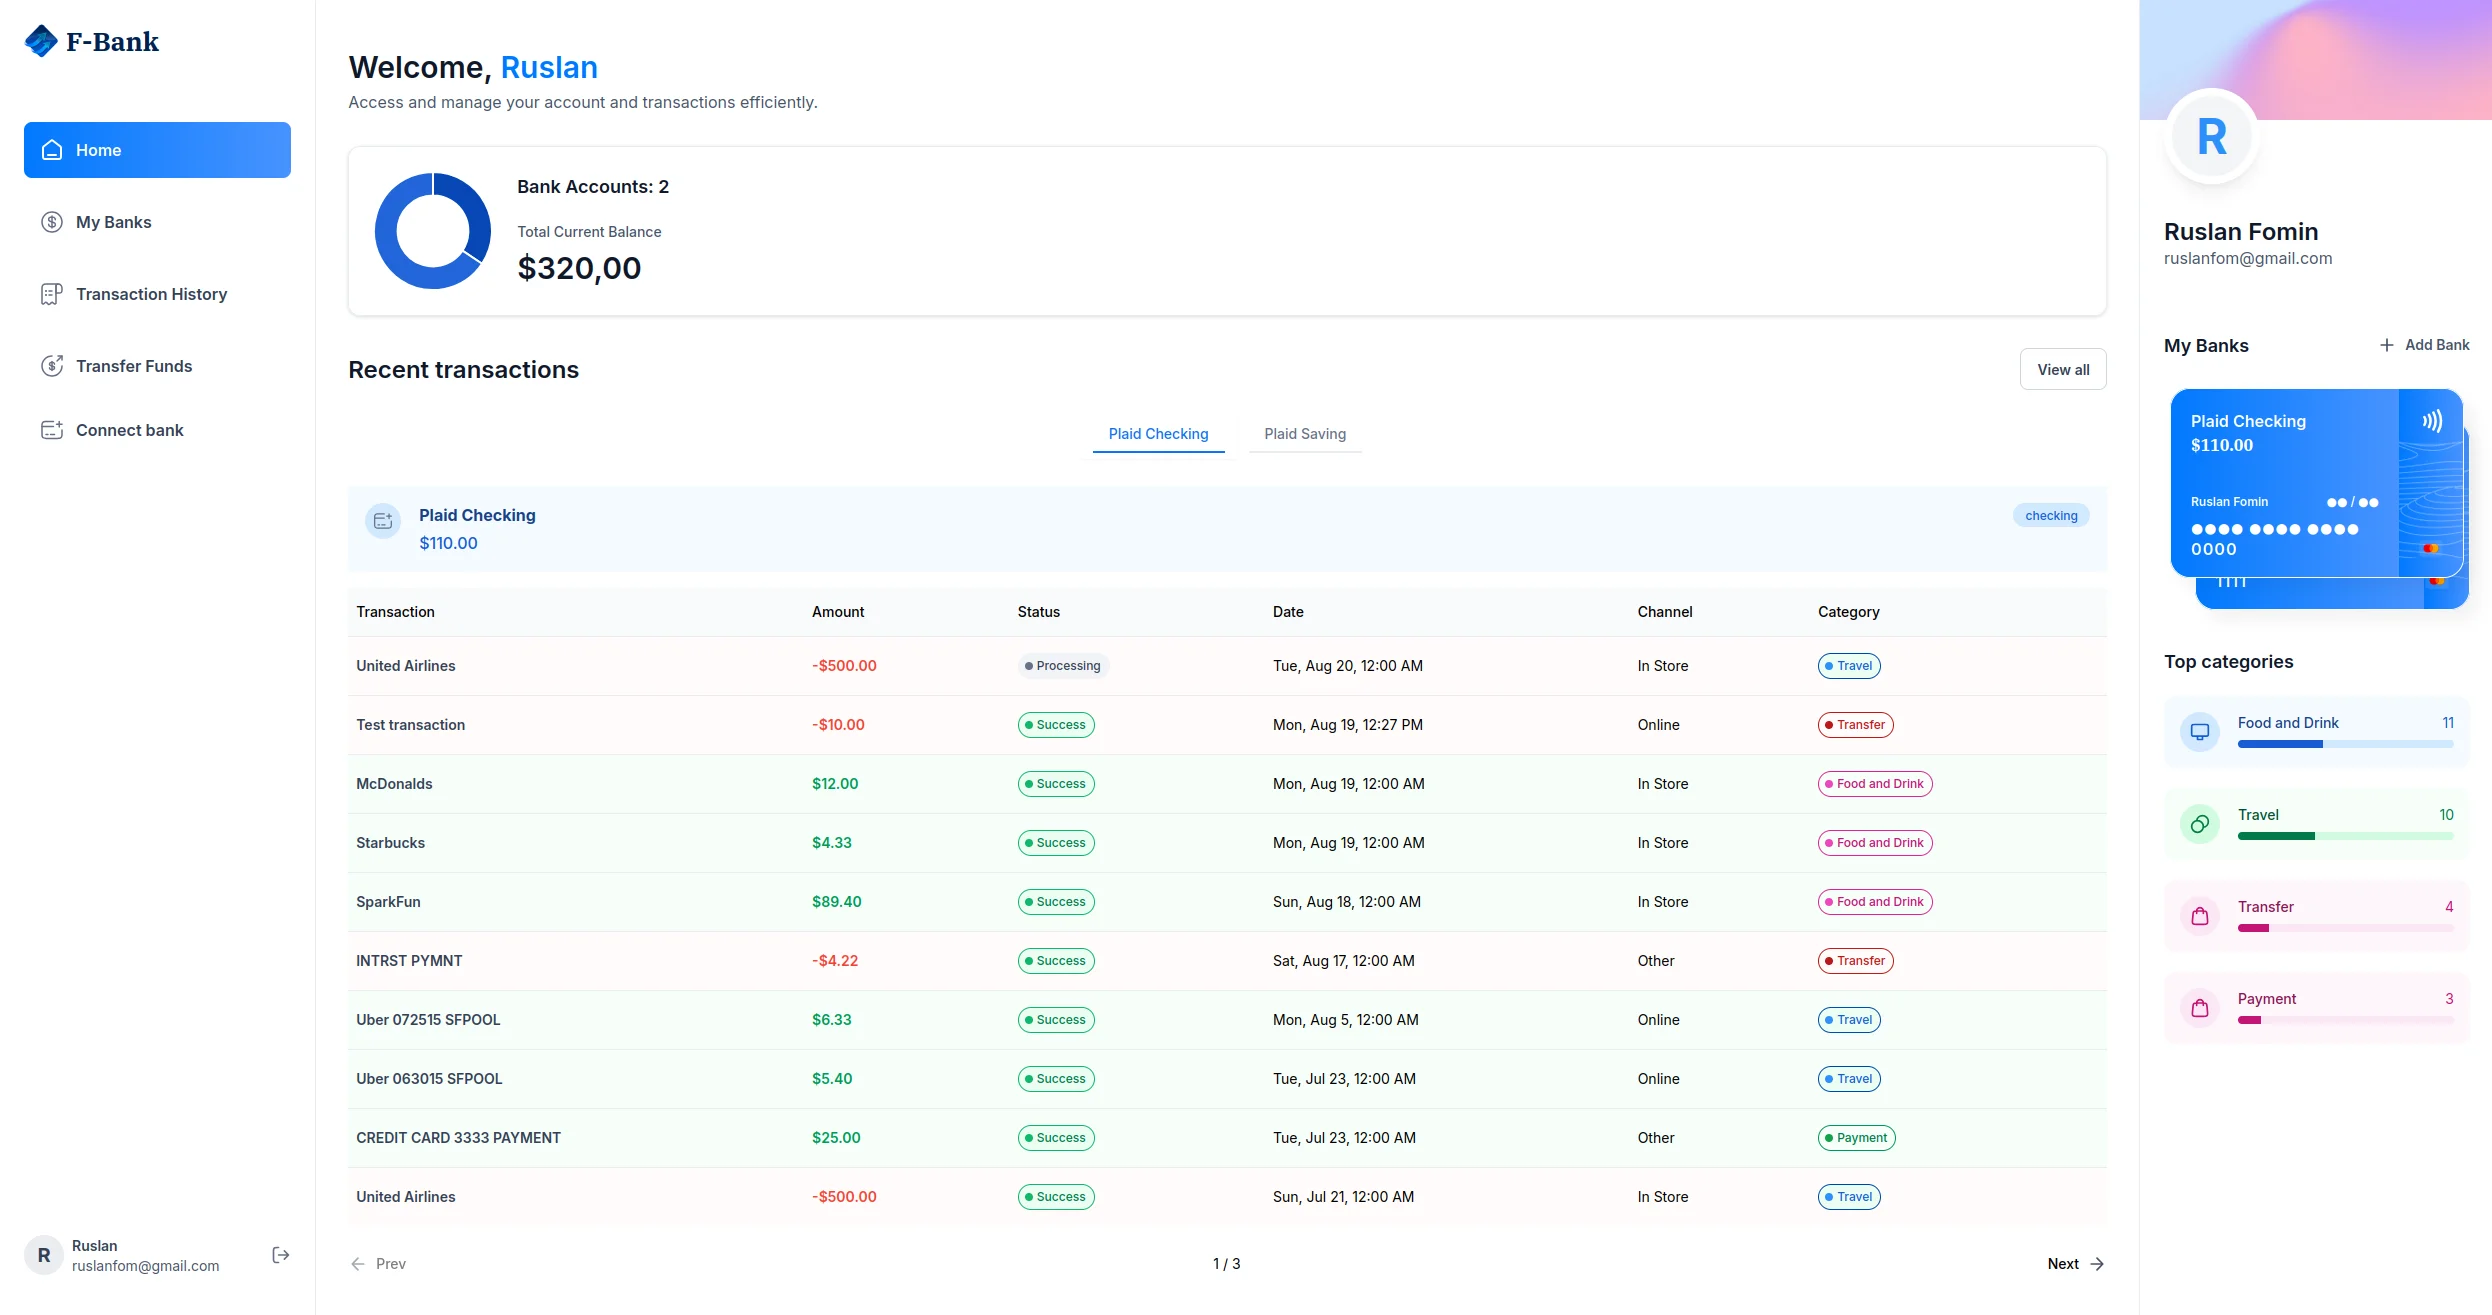 F-Bank
Home
My Banks
Transaction History
Transfer Funds
Connect bank
R
Ruslan
ruslanfom@gmail.com
Welcome, Ruslan
Access and manage your account and transactions efficiently.
Bank Accounts: 2
Total Current Balance
$320,00
Recent transactions
View all
Plaid Checking Plaid Saving
Plaid Checking
$110.00
checking
Transaction Amount Status Date Channel Category
United Airlines -$500.00 Processing Tue, Aug 20, 12:00 AM In Store Travel
Test transaction -$10.00 Success Mon, Aug 19, 12:27 PM Online Transfer
McDonalds $12.00 Success Mon, Aug 19, 12:00 AM In Store Food and Drink
Starbucks $4.33 Success Mon, Aug 19, 12:00 AM In Store Food and Drink
SparkFun $89.40 Success Sun, Aug 18, 12:00 AM In Store Food and Drink
INTRST PYMNT -$4.22 Success Sat, Aug 17, 12:00 AM Other Transfer
Uber 072515 SFPOOL $6.33 Success Mon, Aug 5, 12:00 AM Online Travel
Uber 063015 SFPOOL $5.40 Success Tue, Jul 23, 12:00 AM Online Travel
CREDIT CARD 3333 PAYMENT $25.00 Success Tue, Jul 23, 12:00 AM Other Payment
United Airlines -$500.00 Success Sun, Jul 21, 12:00 AM In Store Travel
Prev 1 / 3 Next
R
Ruslan Fomin
ruslanfom@gmail.com
My Banks
Add Bank
Plaid Checking
$110.00
Ruslan Fomin ●● / ●●
●●●● ●●●● ●●●●
0000
1111
Top categories
Food and Drink 11
Travel 10
Transfer 4
Payment 3